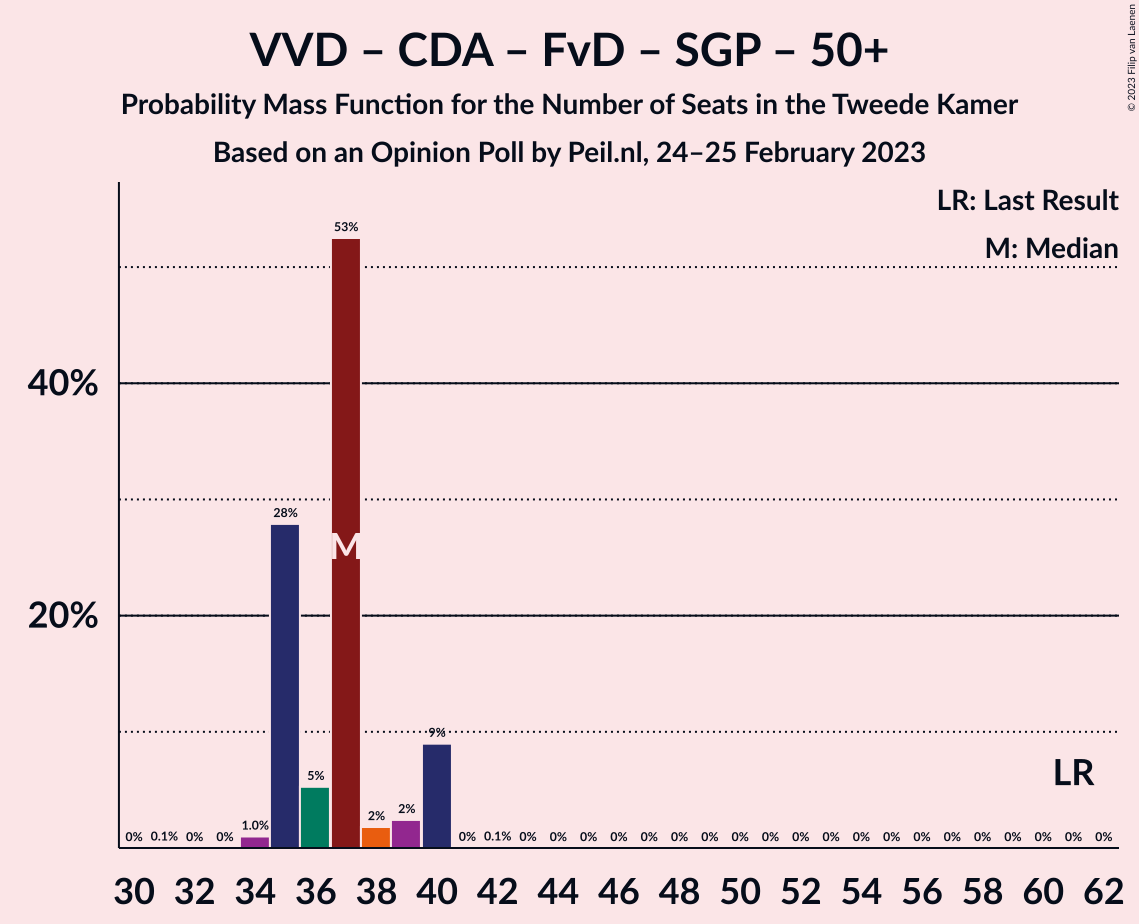 VVD – CDA – FvD – SGP – 50+
Probability Mass Function for the Number of Seats in the Tweede Kamer
Based on an Opinion Poll by Peil.nl, 24–25 February 2023
© 2023 Filip van Laenen
LR: Last Result
M: Median
53%
40%
28%
M
20%
9%
LR
5%
2%
2%
1.0%
0% 0.1% 0% 0% 0% 0.1% 0% 0% 0% 0% 0% 0% 0% 0% 0% 0% 0% 0% 0% 0% 0% 0% 0% 0% 0% 0%
30 32 34 36 38 40 42 44 46 48 50 52 54 56 58 60 62